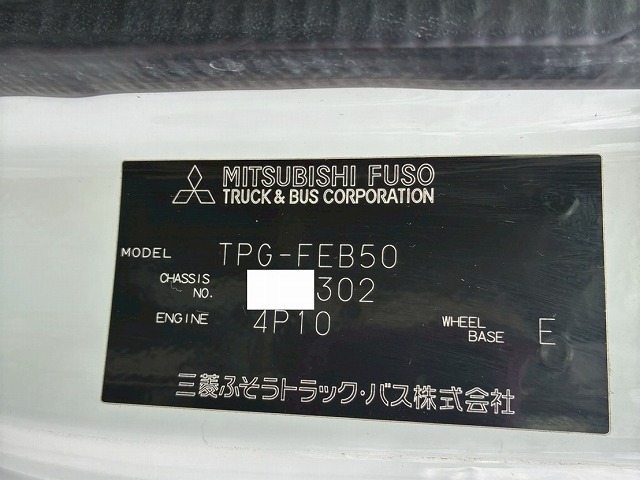 MITSUBISHI FUSO
TRUCK & BUS CORPORATION
MODEL TPG-FEB50
CHASSIS NO. 302
ENGINE 4P10 WHEEL BASE E
三菱ふそうトラック・バス株式会社